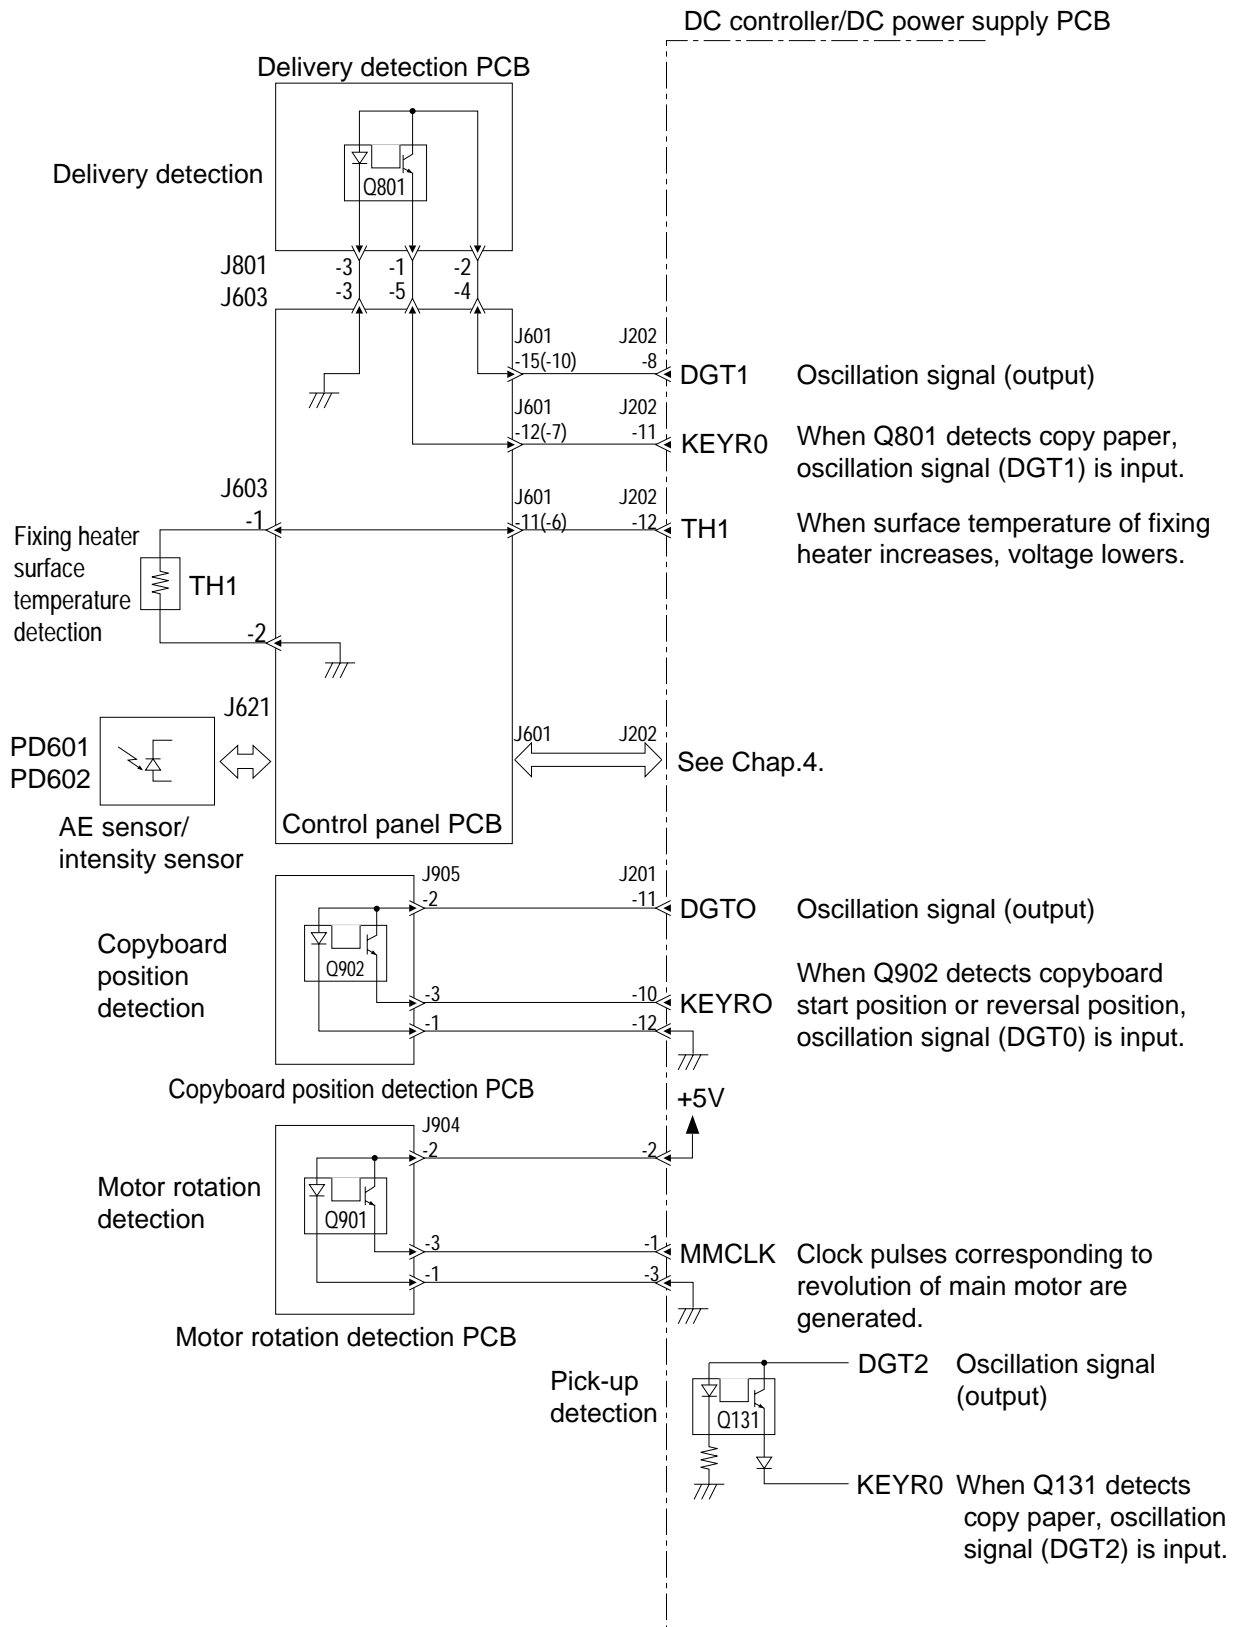 DC controller/DC power supply PCB
Delivery detection PCB
Delivery detection
Q801
J801
-3 -1 -2
J603
-3 -5 -4
J601 J202
-15(-10) -8
DGT1 Oscillation signal (output)
J601 J202
-12(-7) -11
KEYR0 When Q801 detects copy paper,
oscillation signal (DGT1) is input.
J603
-1
J601 J202
-11(-6) -12
TH1 When surface temperature of fixing
heater increases, voltage lowers.
Fixing heater
surface
temperature
detection
TH1
-2
J621
PD601
PD602
J601 J202
See Chap.4.
AE sensor/
intensity sensor
Control panel PCB
J905 J201
-2 -11
DGTO Oscillation signal (output)
Copyboard
position
detection
Q902
-3 -10
KEYRO When Q902 detects copyboard
start position or reversal position,
oscillation signal (DGT0) is input.
-1 -12
Copyboard position detection PCB
+5V
J904
-2 -2
Motor rotation
detection
Q901
-3 -1
MMCLK Clock pulses corresponding to
revolution of main motor are
generated.
-1 -3
Motor rotation detection PCB
Pick-up
detection
Q131
DGT2 Oscillation signal
(output)
KEYR0 When Q131 detects
copy paper, oscillation
signal (DGT2) is input.